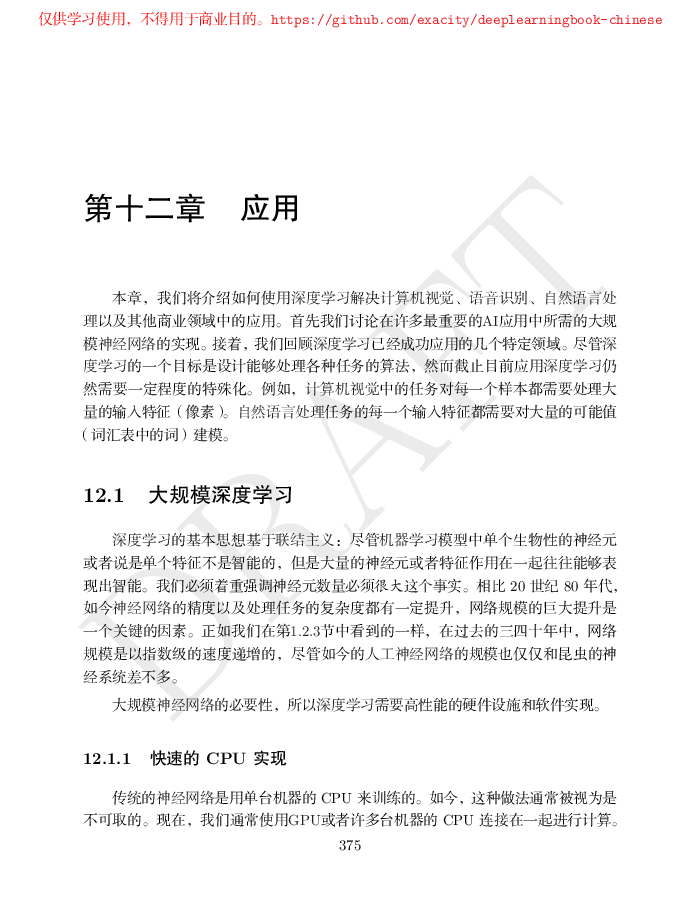 仅供学习使用，不得用于商业目的。https://github.com/exacity/deeplearningbook-chinese
第十二章 应用
本章，我们将介绍如何使用深度学习解决计算机视觉、语音识别、自然语言处
理以及其他商业领域中的应用。首先我们讨论在许多最重要的AI应用中所需的大规
模神经网络的实现。接着，我们回顾深度学习已经成功应用的几个特定领域。尽管深
度学习的一个目标是设计能够处理各种任务的算法，然而截止目前应用深度学习仍
然需要一定程度的特殊化。例如，计算机视觉中的任务对每一个样本都需要处理大
量的输入特征（像素）。自然语言处理任务的每一个输入特征都需要对大量的可能值
（词汇表中的词）建模。
12.1 大规模深度学习
深度学习的基本思想基于联结主义：尽管机器学习模型中单个生物性的神经元
或者说是单个特征不是智能的，但是大量的神经元或者特征作用在一起往往能够表
现出智能。我们必须着重强调神经元数量必须很大这个事实。相比 20 世纪 80 年代，
如今神经网络的精度以及处理任务的复杂度都有一定提升，网络规模的巨大提升是
一个关键的因素。正如我们在第1.2.3节中看到的一样，在过去的三四十年中，网络
规模是以指数级的速度递增的，尽管如今的人工神经网络的规模也仅仅和昆虫的神
经系统差不多。
大规模神经网络的必要性，所以深度学习需要高性能的硬件设施和软件实现。
12.1.1 快速的 CPU 实现
传统的神经网络是用单台机器的 CPU 来训练的。如今，这种做法通常被视为是
不可取的。现在，我们通常使用GPU或者许多台机器的 CPU 连接在一起进行计算。
375
DRAFT